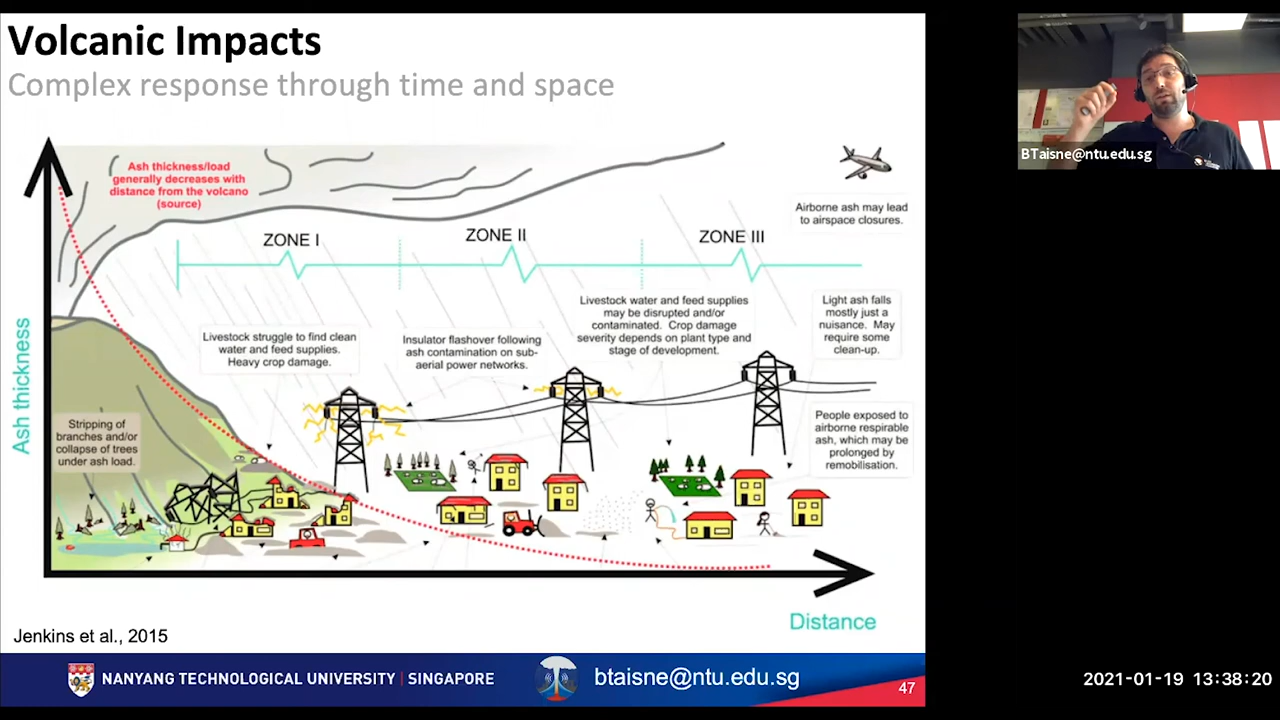 Volcanic Impacts
Complex response through time and space
BTaisne@ntu.edu.sg
Ash thickness/load
generally decreases with
distance from the volcano
(source)
Airborne ash may lead
to airspace closures.
ZONE I
ZONE II
ZONE III
Livestock water and feed supplies
may be disrupted and/or
contaminated. Crop damage
severity depends on plant type and
stage of development.
Light ash falls
mostly just a
nuisance. May
require some
clean-up.
Livestock struggle to find clean
water and feed supplies.
Heavy crop damage.
Insulator flashover following
ash contamination on sub-
aerial power networks.
Ash thickness
Stripping of
branches and/or
collapse of trees
under ash load.
People exposed to
airborne respirable
ash, which may be
prolonged by
remobilisation.
Distance
Jenkins et al., 2015
NANYANG TECHNOLOGICAL UNIVERSITY | SINGAPORE
btaisne@ntu.edu.sg
47
2021-01-19 13:38:20